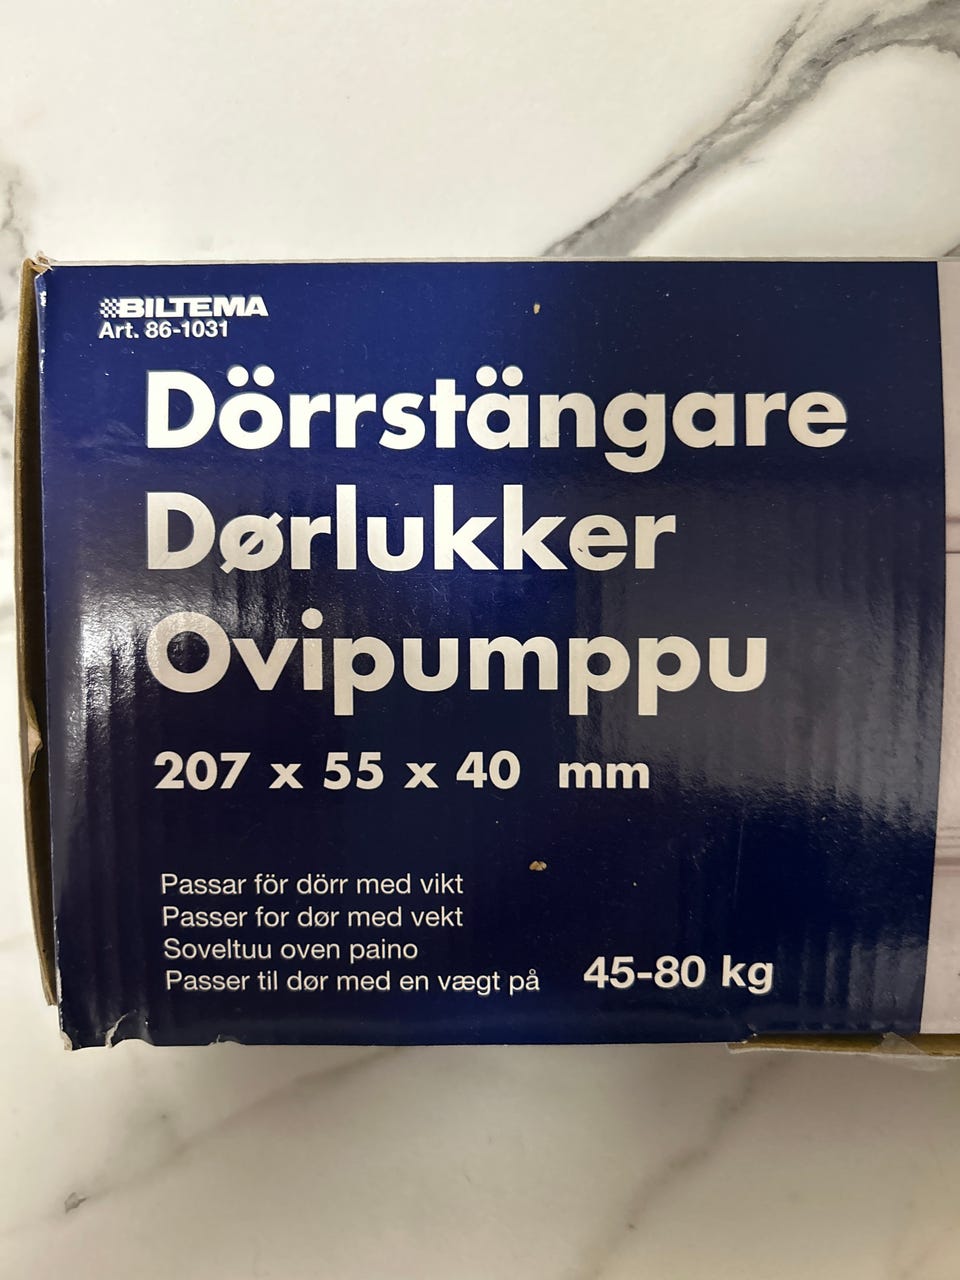 BILTEMA
Art. 86-1031
Dörrstängare
Dørlukker
Ovipumppu
207 x 55 x 40 mm
Passar för dörr med vikt
Passer for dør med vekt
Soveltuu oven paino
Passer til dør med en vægt på 45-80 kg